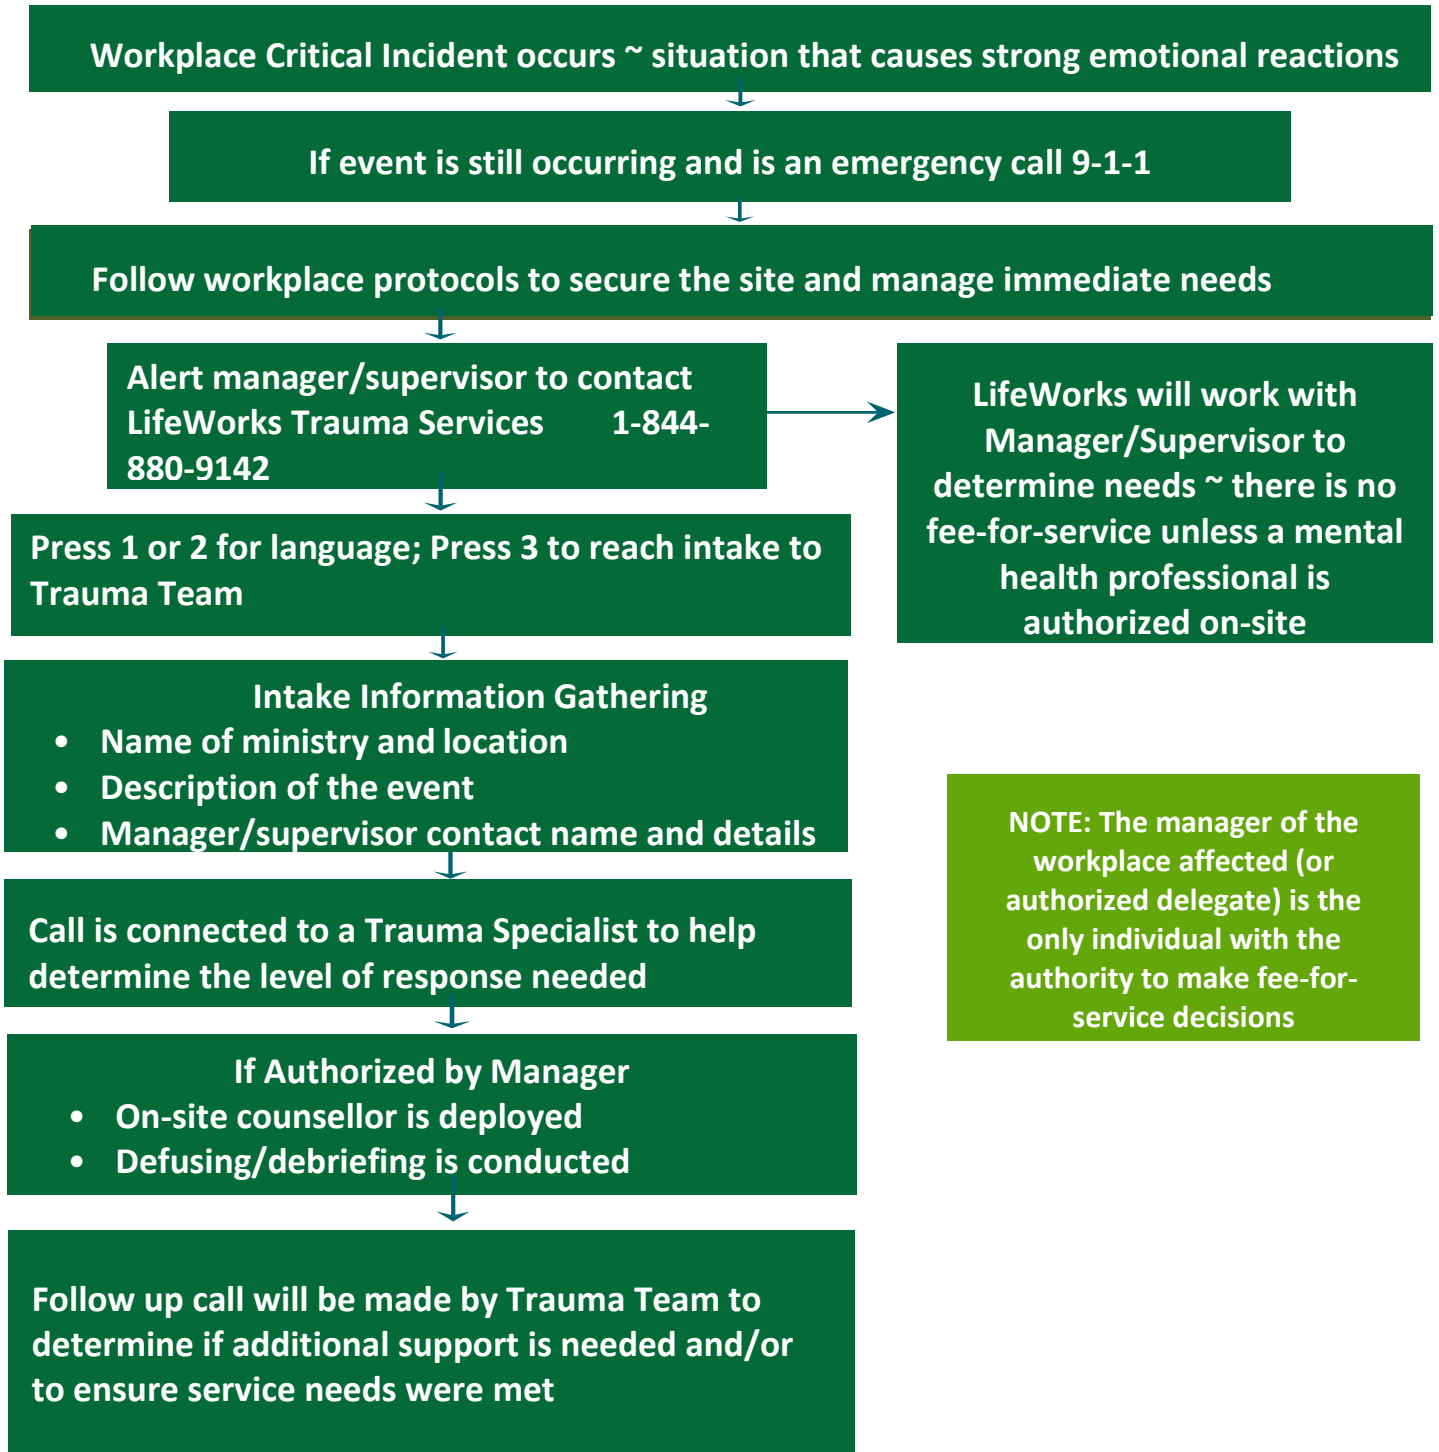 Workplace Critical Incident occurs ~ situation that causes strong emotional reactions
If event is still occurring and is an emergency call 9-1-1
Follow workplace protocols to secure the site and manage immediate needs
Alert manager/supervisor to contact
LifeWorks Trauma Services 1-844-
880-9142
LifeWorks will work with
Manager/Supervisor to
determine needs ~ there is no
fee-for-service unless a mental
health professional is
authorized on-site
Press 1 or 2 for language; Press 3 to reach intake to
Trauma Team
Intake Information Gathering
• Name of ministry and location
• Description of the event
• Manager/supervisor contact name and details
NOTE: The manager of the
workplace affected (or
authorized delegate) is the
only individual with the
authority to make fee-for-
service decisions
Call is connected to a Trauma Specialist to help
determine the level of response needed
If Authorized by Manager
• On-site counsellor is deployed
• Defusing/debriefing is conducted
Follow up call will be made by Trauma Team to
determine if additional support is needed and/or
to ensure service needs were met